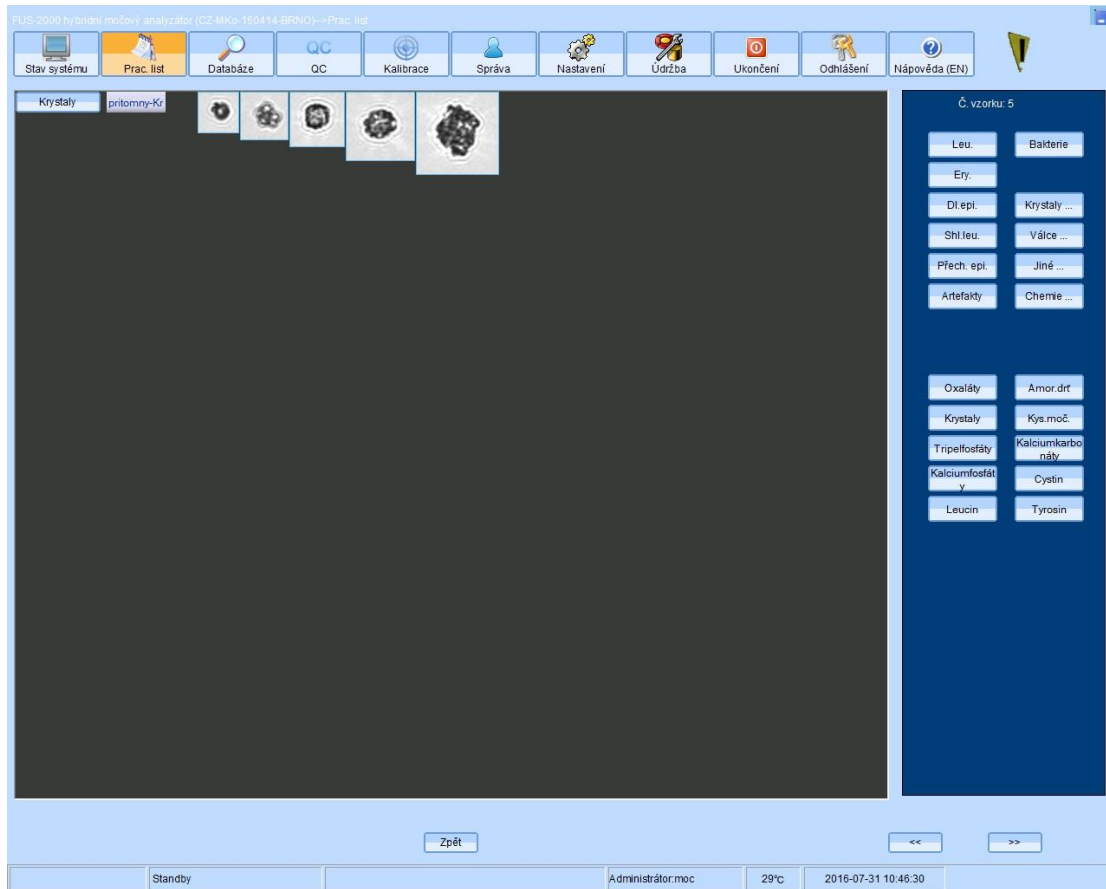 FUS-2000 hybridní močový analyzátor (CZ-MKo-160414-BRNO)-->Prac. list
Stav systému
Prac. list
Databáze
QC
QC
Kalibrace
Správa
Nastavení
Údržba
Ukončení
Odhlášení
Nápověda (EN)
Krystaly
pritomny-Kr
Č. vzorku: 5
Leu.
Bakterie
Ery.
Dl.epi.
Krystaly ...
Shl.leu.
Válce ...
Přech. epi.
Jiné ...
Artefakty
Chemie ...
Oxaláty
Amor.drť
Krystaly
Kys.moč.
Tripelfosfáty
Kalciumkarbo
náty
Kalciumfosfát
y
Cystin
Leucin
Tyrosin
Zpět
<<
>>
Standby
Administrátor:moc
29℃
2016-07-31 10:46:30